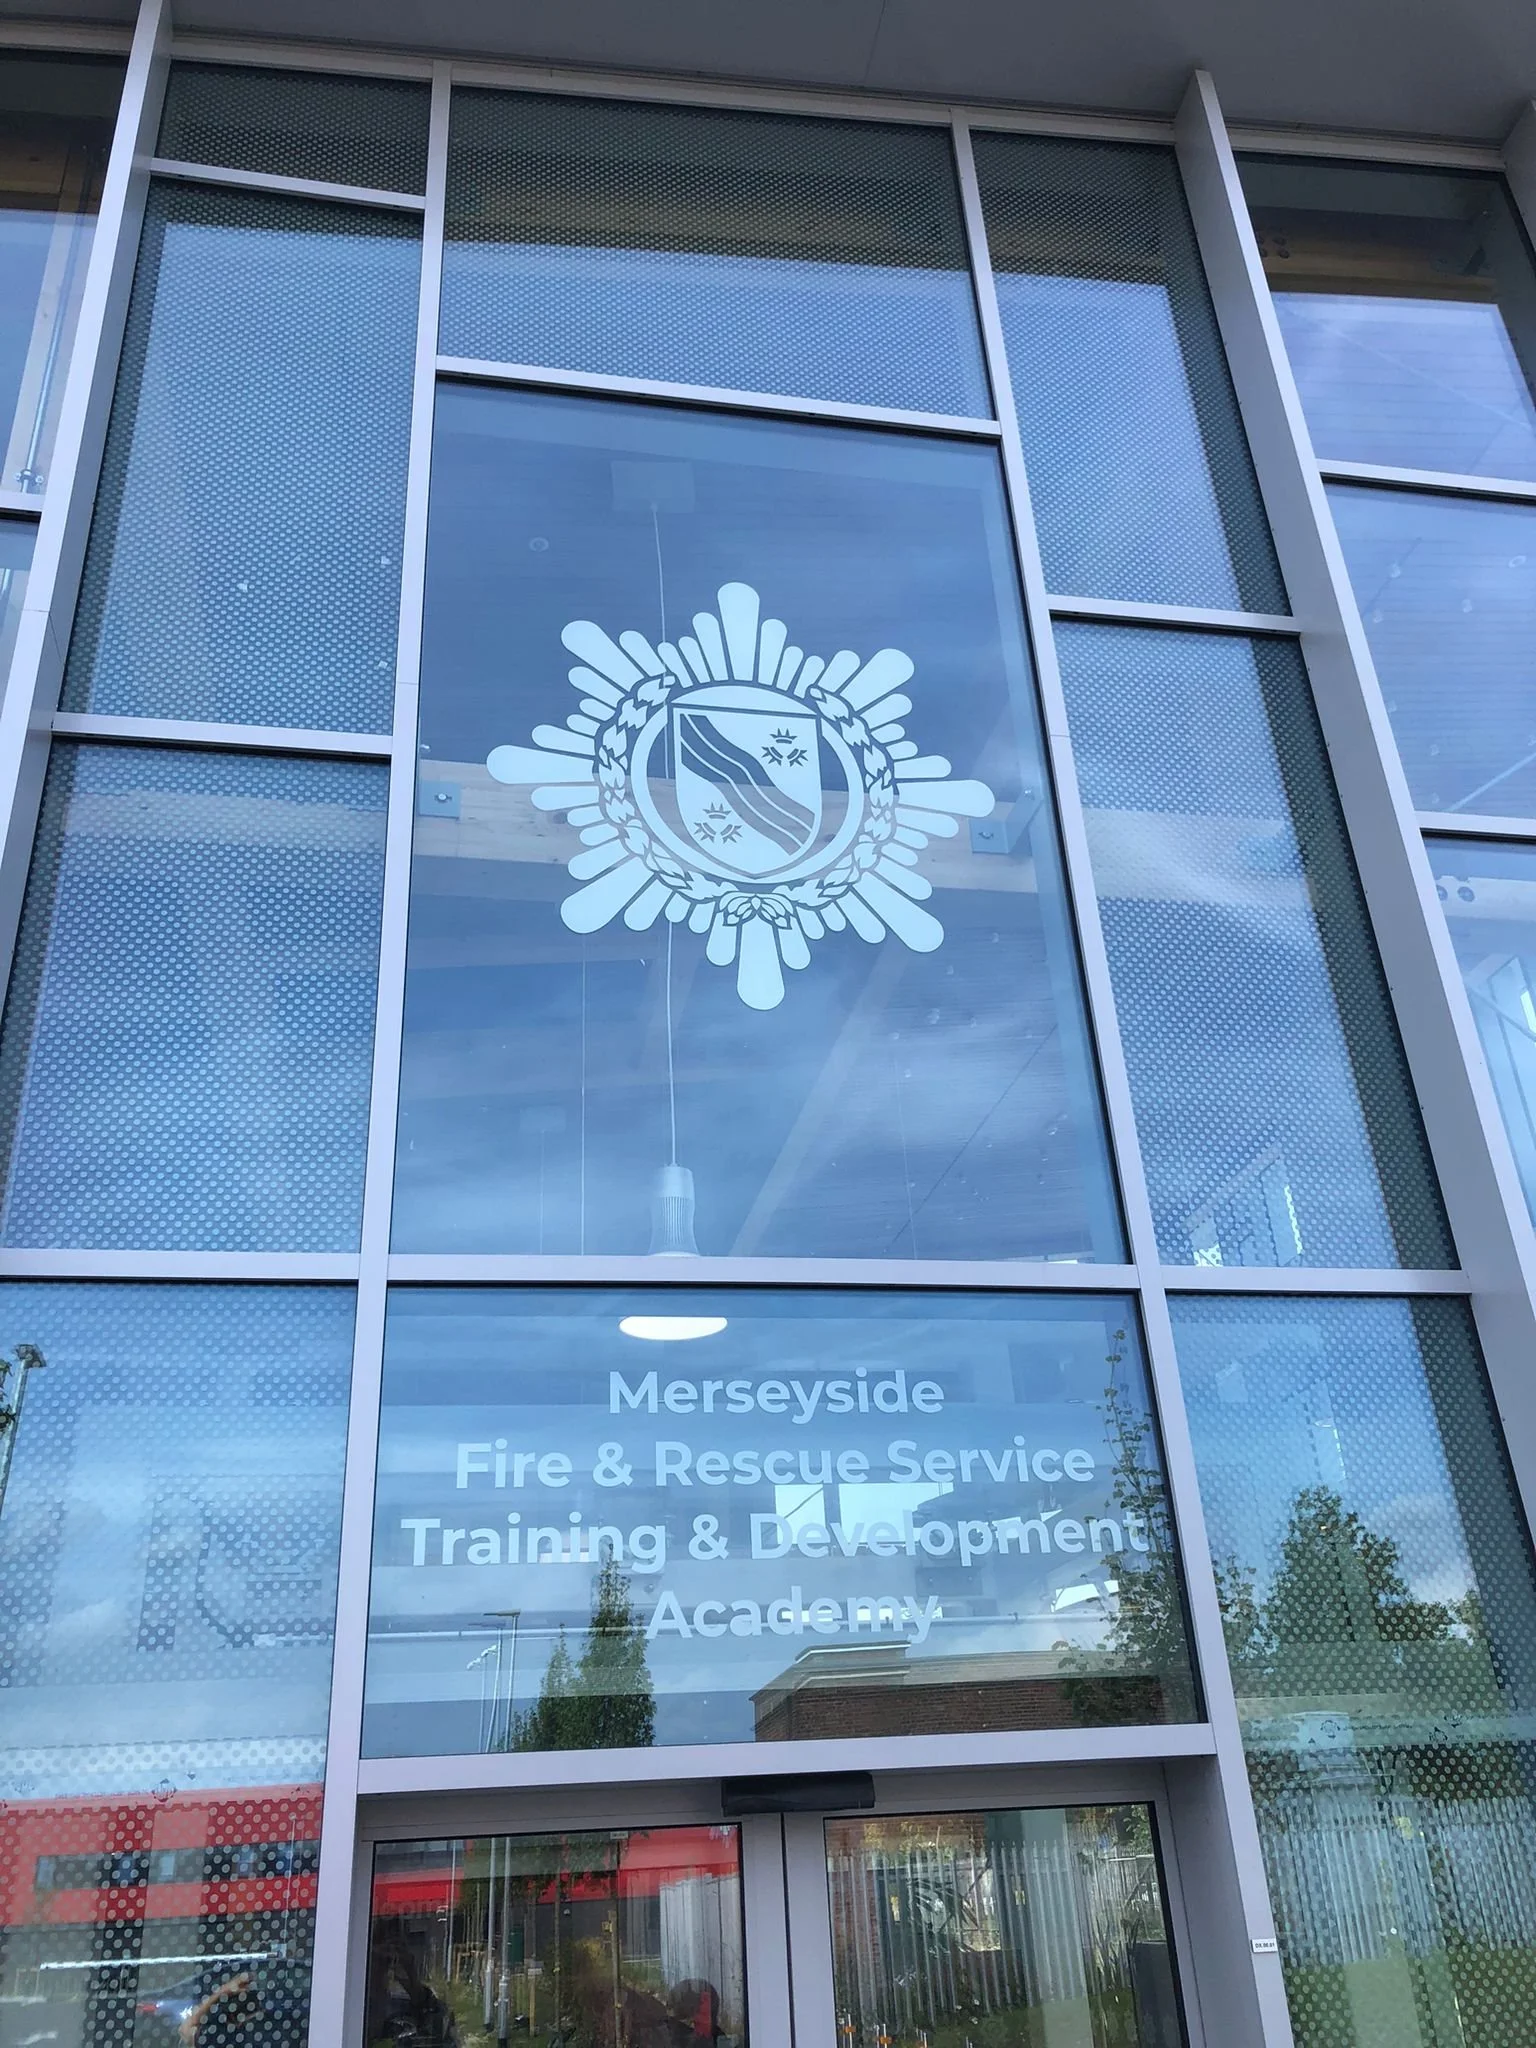 Merseyside
Fire & Rescue Service
Training & Development
Academy